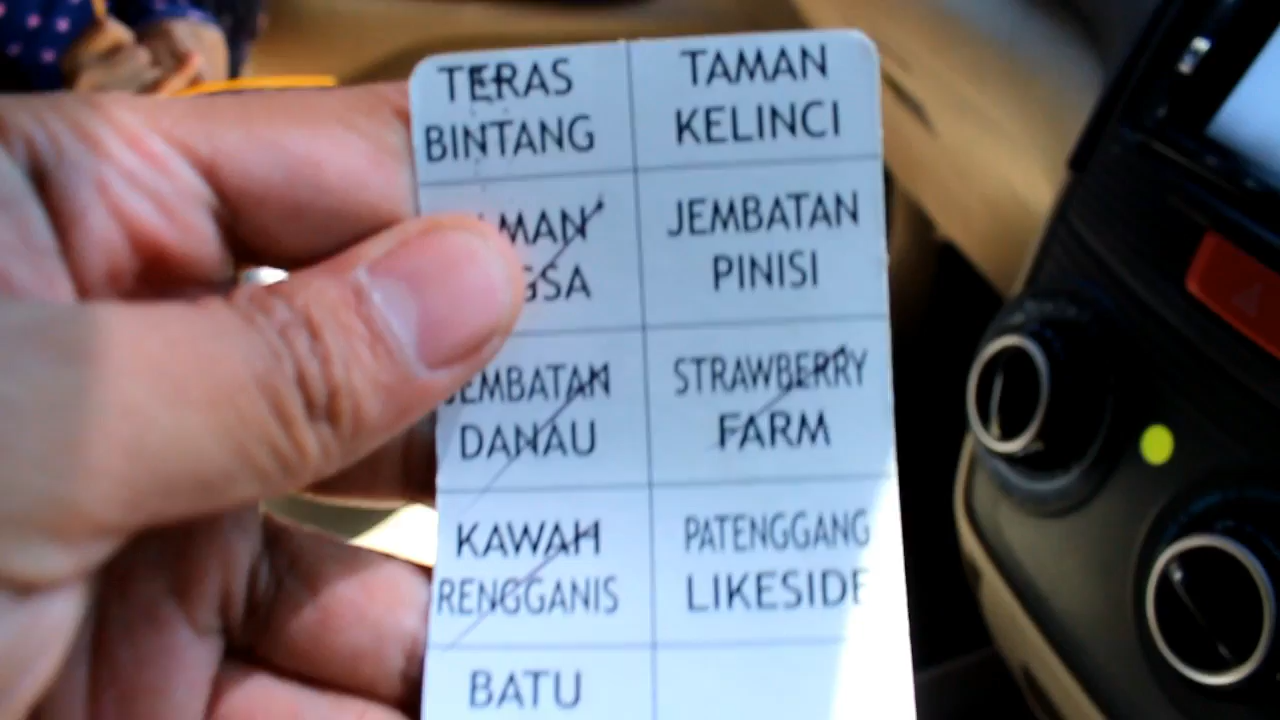 TERAS
BINTANG
TAMAN
KELINCI
JEMBATAN
PINISI
DANAU
STRAWBERRY
FARM
KAWAH
RENGGANIS
PATENGGANG
LIKESIDE
BATU